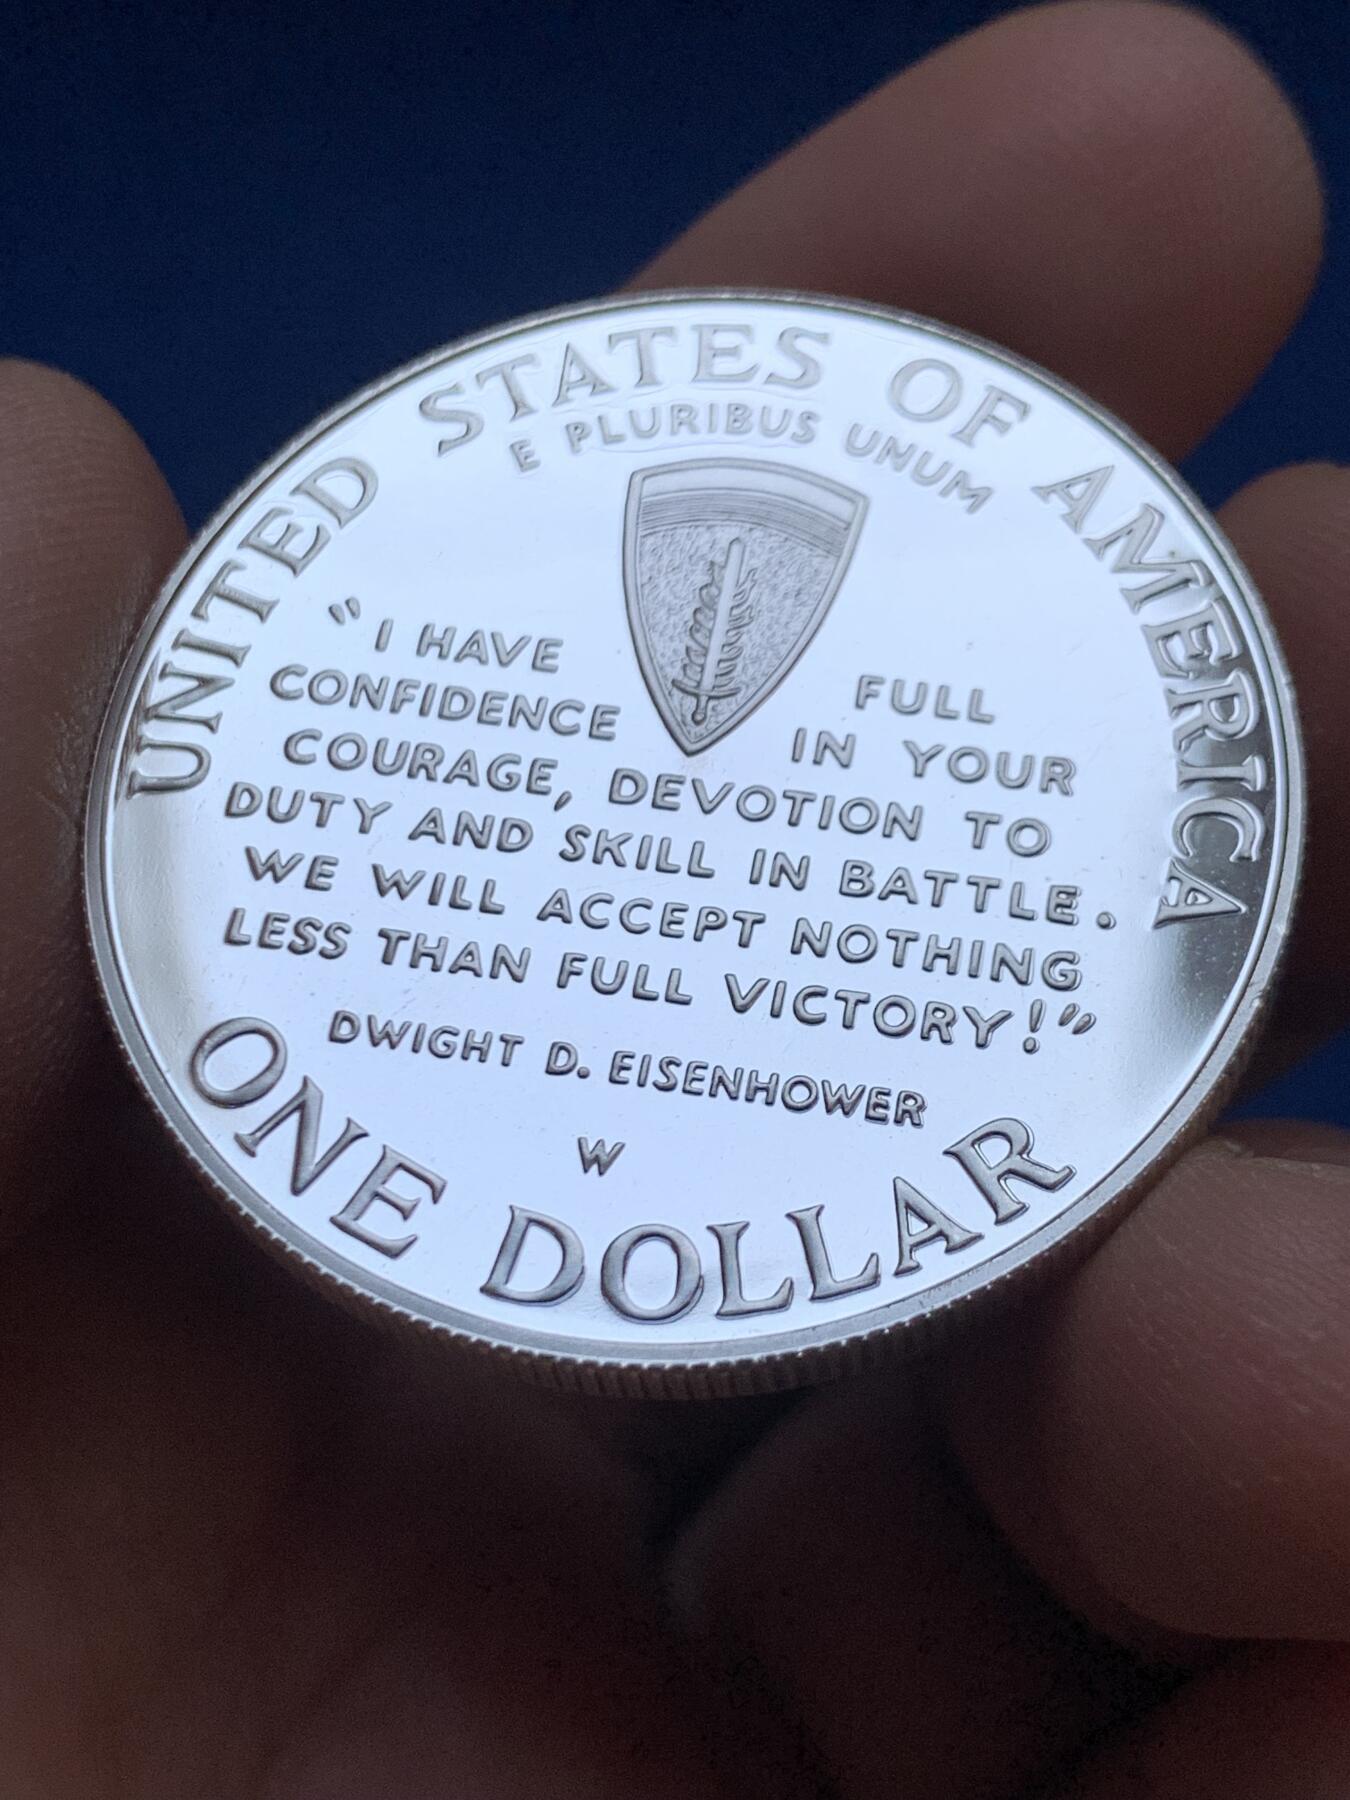 UNITED STATES OF AMERICA
E PLURIBUS UNUM
"I HAVE FULL
CONFIDENCE IN YOUR
COURAGE, DEVOTION TO
DUTY AND SKILL IN BATTLE.
WE WILL ACCEPT NOTHING
LESS THAN FULL VICTORY!"
DWIGHT D. EISENHOWER
W
ONE DOLLAR